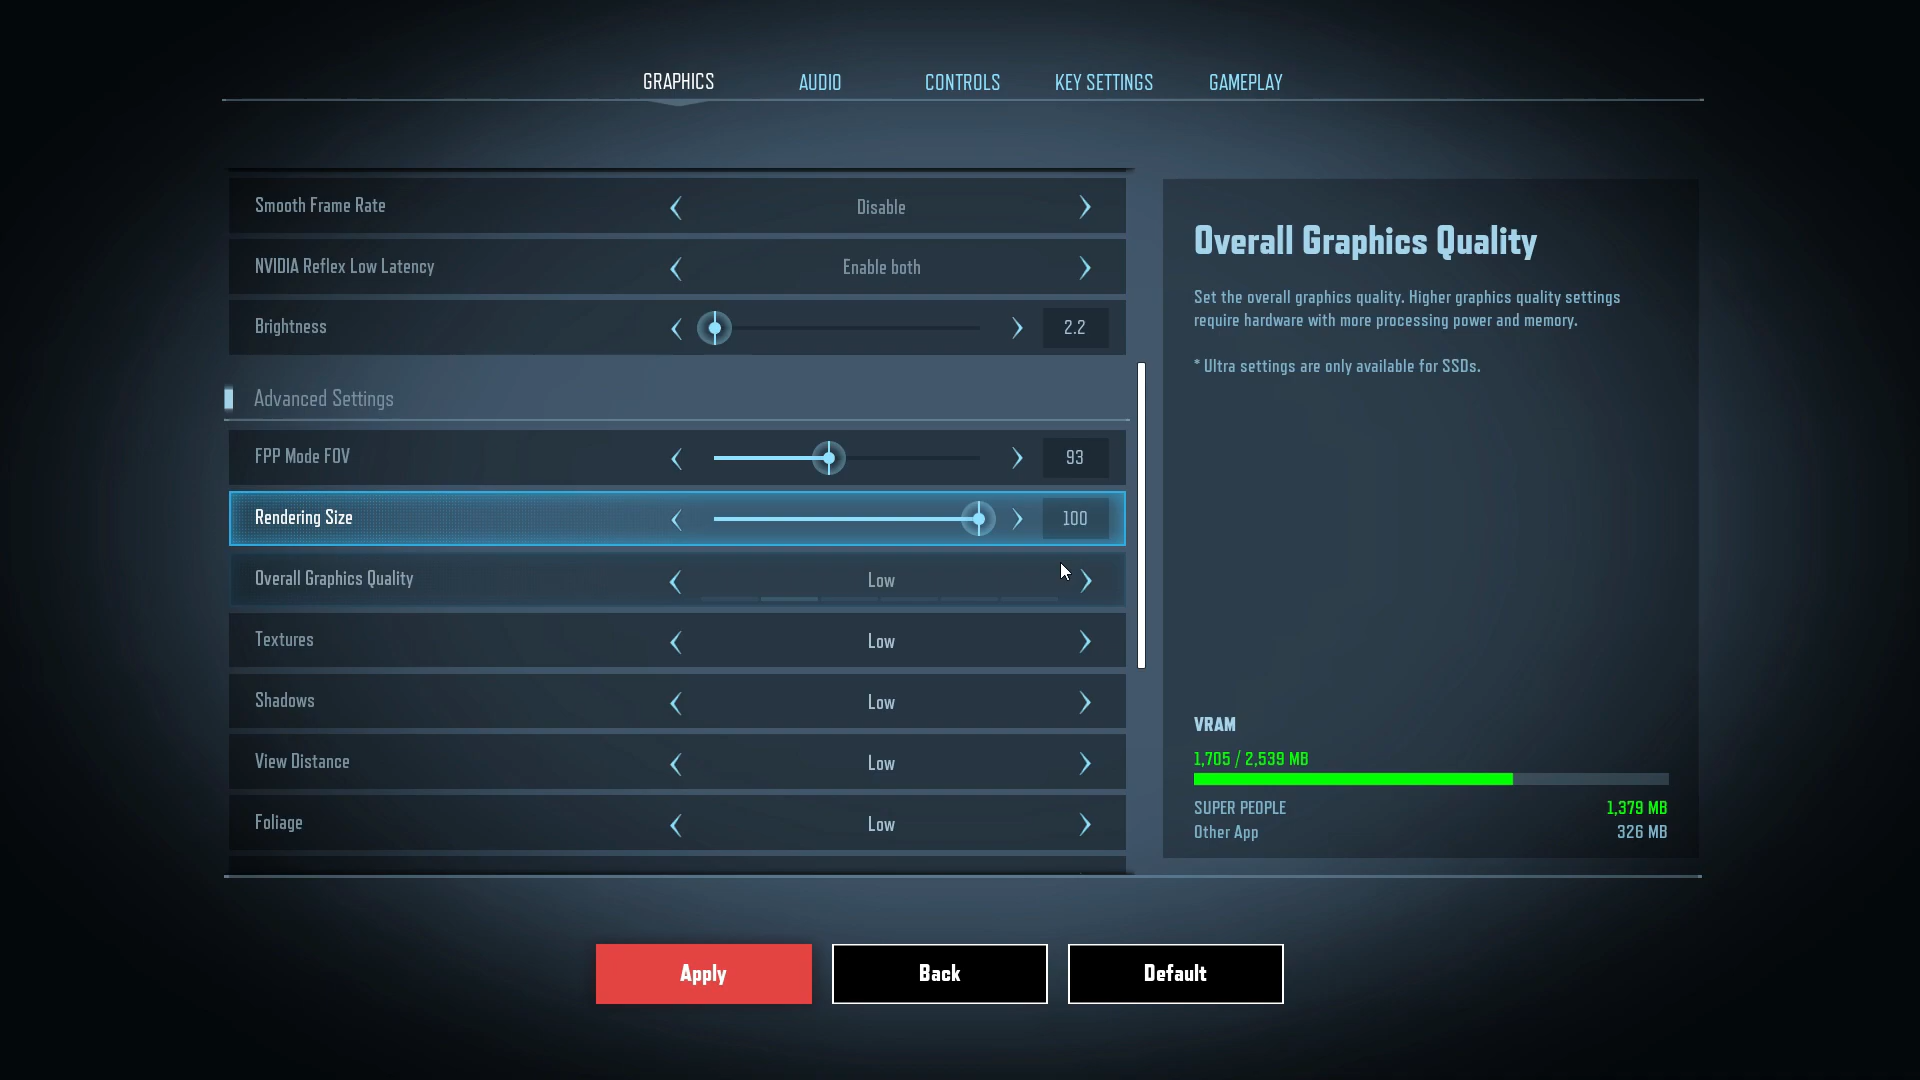 GRAPHICS AUDIO CONTROLS KEY SETTINGS GAMEPLAY
Smooth Frame Rate Disable
NVIDIA Reflex Low Latency Enable both
Brightness 2.2
Advanced Settings
FPP Mode FOV 93
Rendering Size 100
Overall Graphics Quality Low
Textures Low
Shadows Low
View Distance Low
Foliage Low
Overall Graphics Quality
Set the overall graphics quality. Higher graphics quality settings
require hardware with more processing power and memory.
* Ultra settings are only available for SSDs.
VRAM
1,705 / 2,539 MB
SUPER PEOPLE 1,379 MB
Other App 326 MB
Apply Back Default